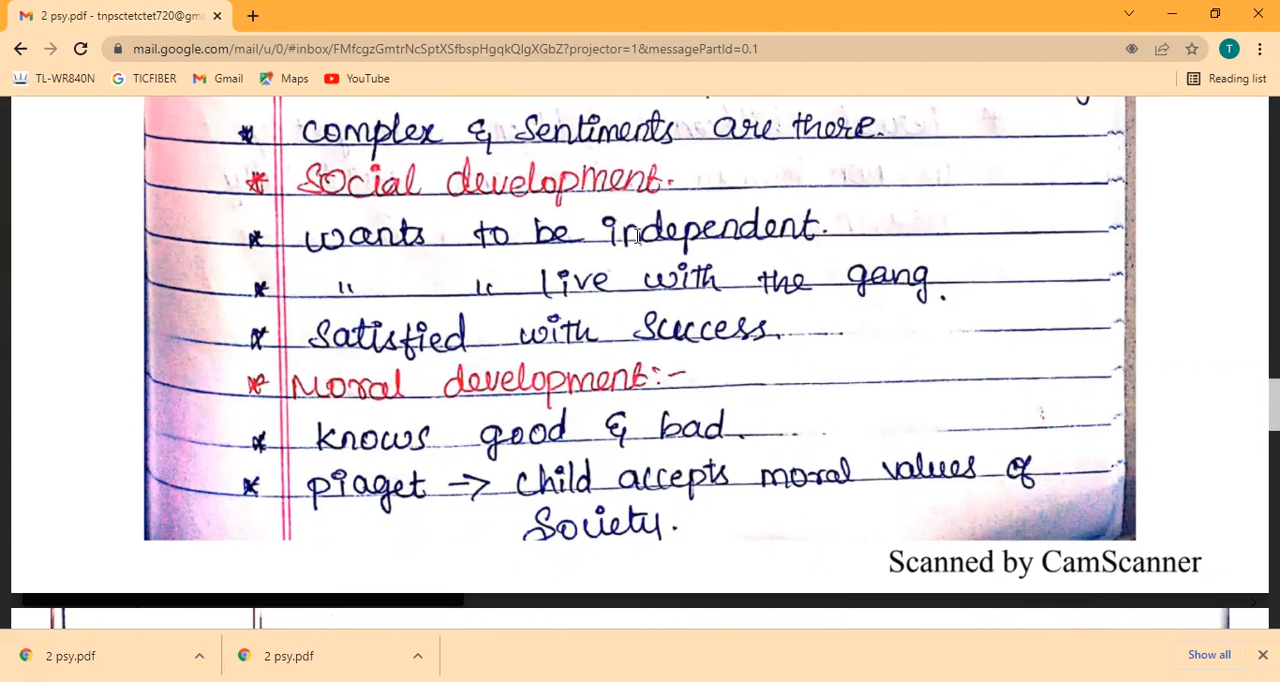 2 psy.pdf - tnpsctetctet720@gm
mail.google.com/mail/u/0/#inbox/FMfcgzGmtrNcSptXSfbspHgqkQlgXGbZ?projector=1&messagePartId=0.1
T
TL-WR840N TICFIBER Gmail Maps YouTube Reading list
* complex & Sentiments are there.
* Social development.
* wants to be independent.
* " " live with the gang.
* Satisfied with Success.
* Moral development:-
* knows good & bad.
* piaget → child accepts moral values of
Society.
Scanned by CamScanner
2 psy.pdf 2 psy.pdf Show all